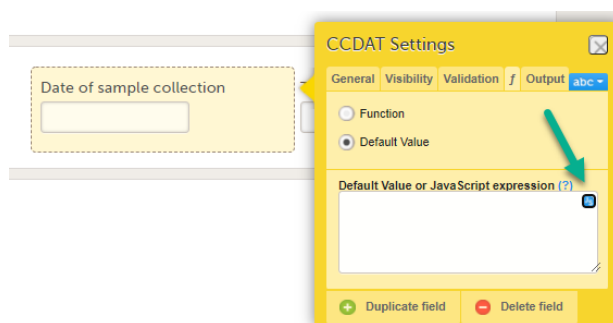 CCDAT Settings
General Visibility Validation f Output abc
Date of sample collection
Function
Default Value
Default Value or JavaScript expression (?)
Duplicate field Delete field